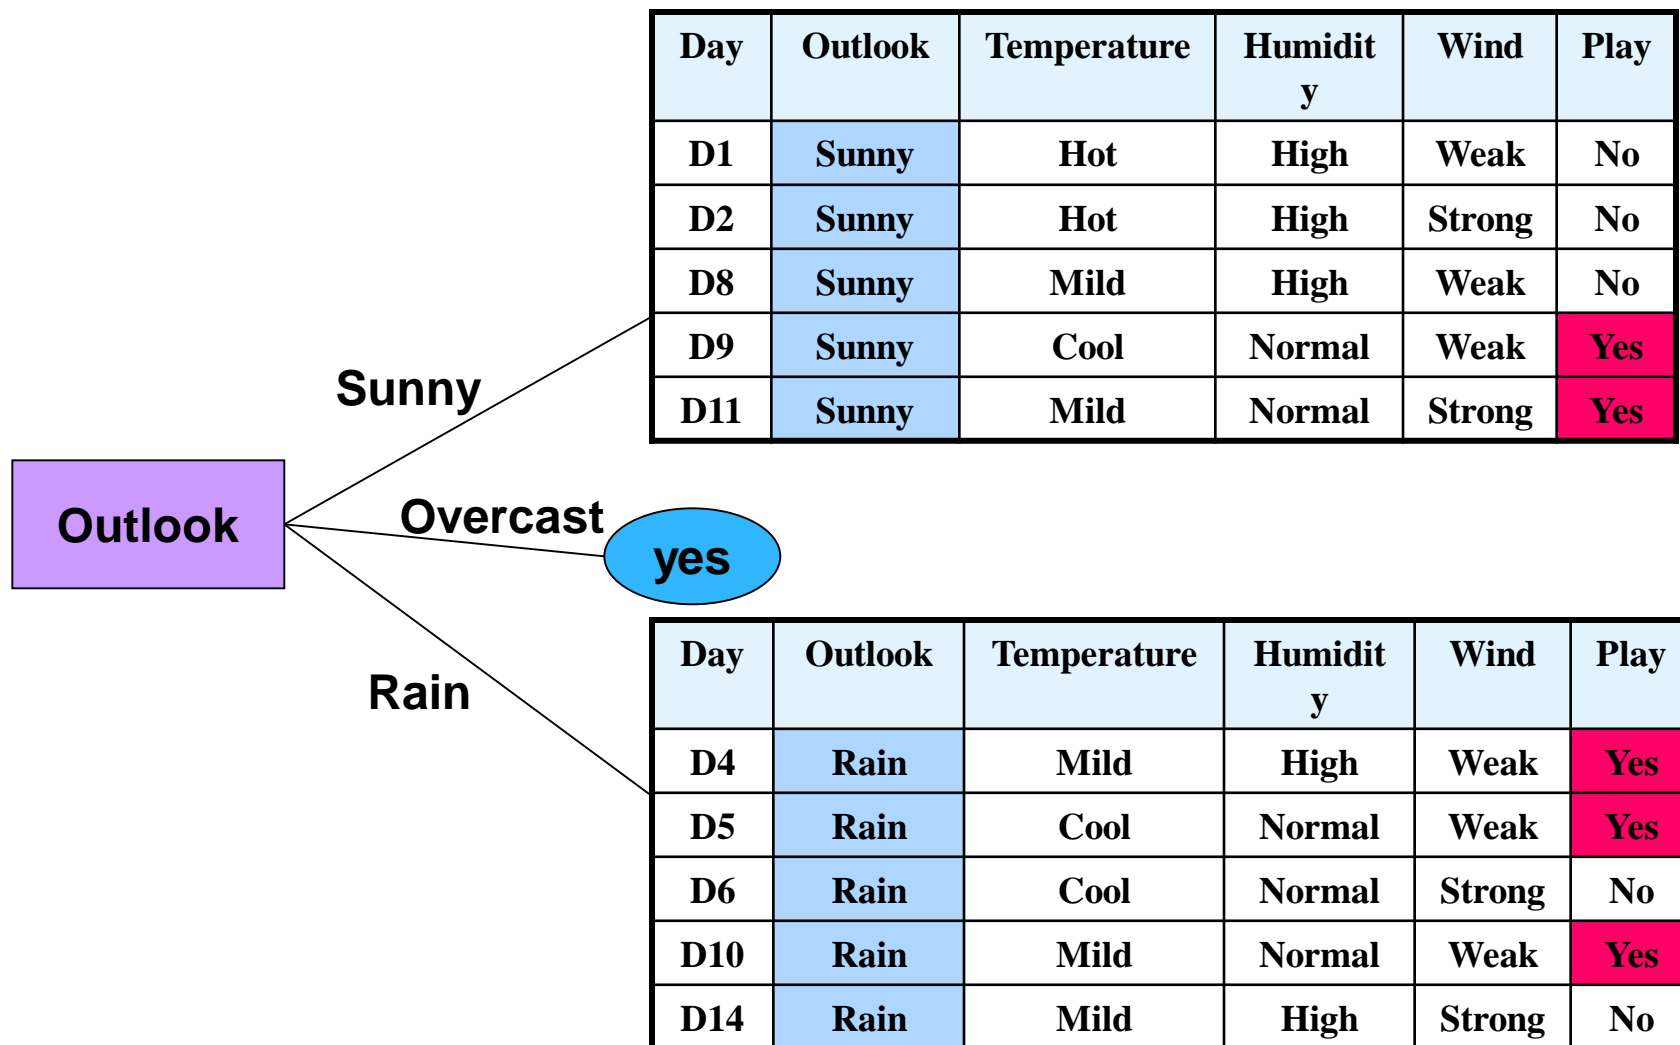 Day Outlook Temperature Humidit Wind Play
y
D1 Sunny Hot High Weak No
D2 Sunny Hot High Strong No
D8 Sunny Mild High Weak No
D9 Sunny Cool Normal Weak Yes
D11 Sunny Mild Normal Strong Yes
Sunny
Outlook
Overcast
yes
Rain
Day Outlook Temperature Humidit Wind Play
y
D4 Rain Mild High Weak Yes
D5 Rain Cool Normal Weak Yes
D6 Rain Cool Normal Strong No
D10 Rain Mild Normal Weak Yes
D14 Rain Mild High Strong No